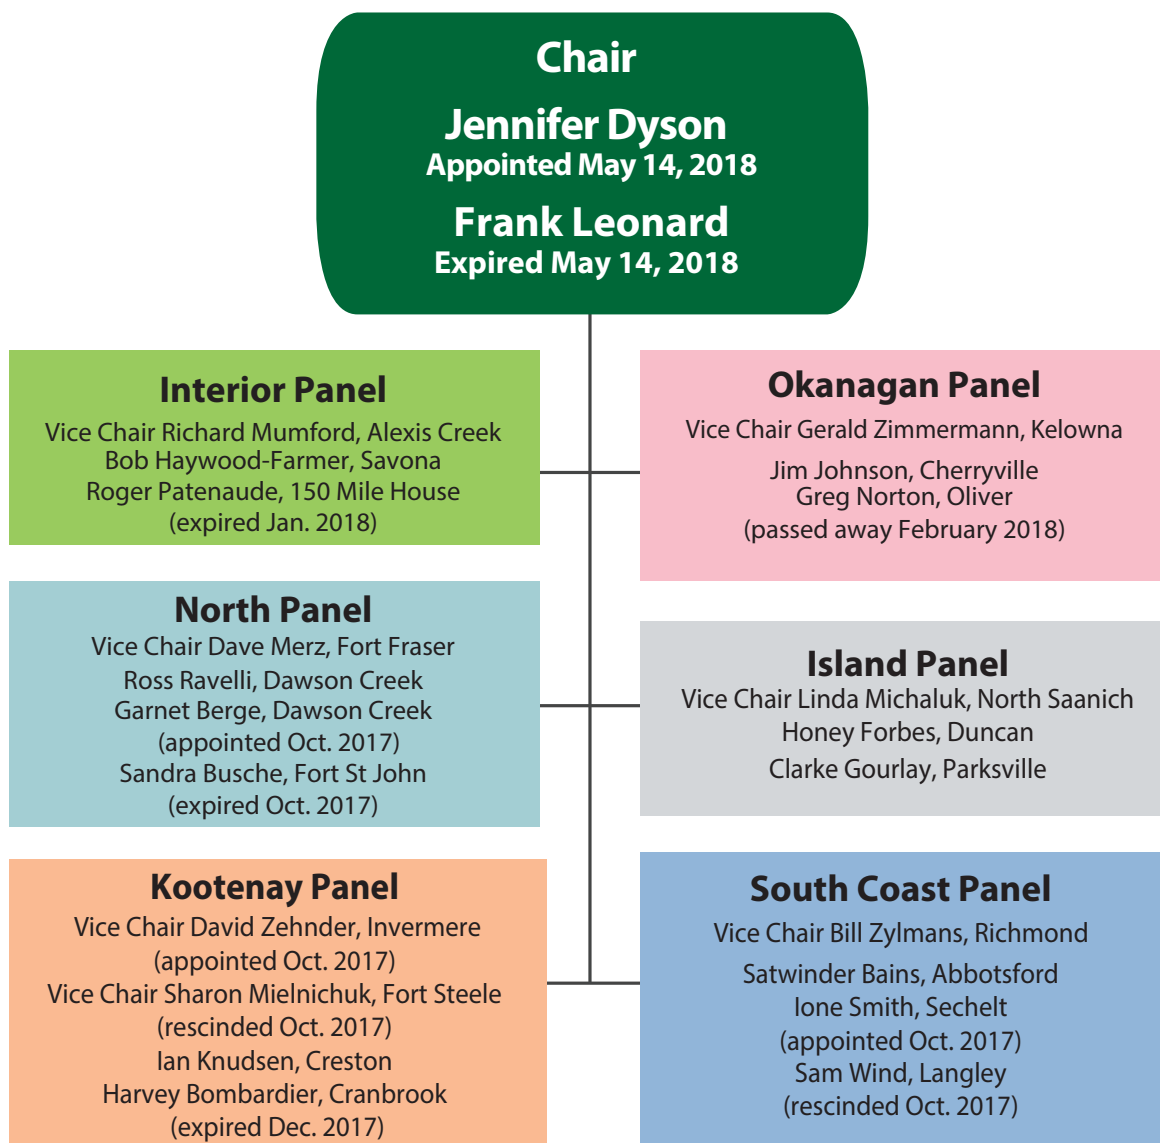 Chair
Jennifer Dyson
Appointed May 14, 2018
Frank Leonard
Expired May 14, 2018
Interior Panel
Vice Chair Richard Mumford, Alexis Creek
Bob Haywood-Farmer, Savona
Roger Patenaude, 150 Mile House
(expired Jan. 2018)
Okanagan Panel
Vice Chair Gerald Zimmermann, Kelowna
Jim Johnson, Cherryville
Greg Norton, Oliver
(passed away February 2018)
North Panel
Vice Chair Dave Merz, Fort Fraser
Ross Ravelli, Dawson Creek
Garnet Berge, Dawson Creek
(appointed Oct. 2017)
Sandra Busche, Fort St John
(expired Oct. 2017)
Island Panel
Vice Chair Linda Michaluk, North Saanich
Honey Forbes, Duncan
Clarke Gourlay, Parksville
Kootenay Panel
Vice Chair David Zehnder, Invermere
(appointed Oct. 2017)
Vice Chair Sharon Mielnichuk, Fort Steele
(rescinded Oct. 2017)
Ian Knudsen, Creston
Harvey Bombardier, Cranbrook
(expired Dec. 2017)
South Coast Panel
Vice Chair Bill Zylmans, Richmond
Satwinder Bains, Abbotsford
Ione Smith, Sechelt
(appointed Oct. 2017)
Sam Wind, Langley
(rescinded Oct. 2017)